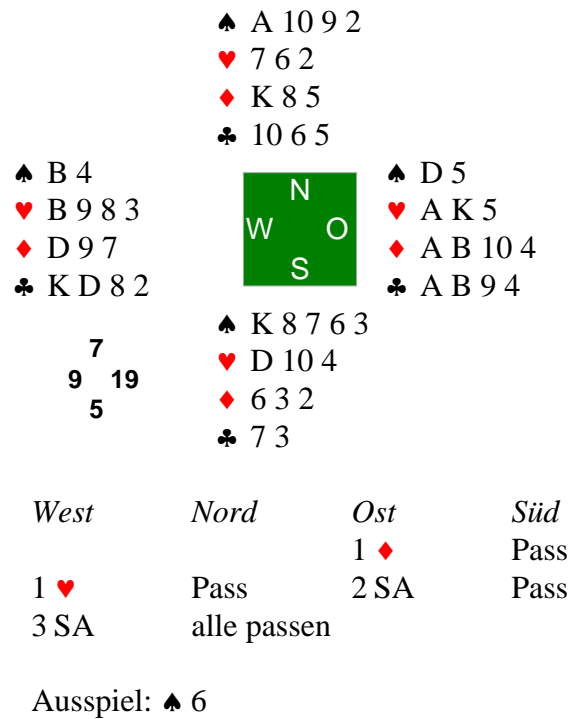 ♠ A 10 9 2
♥ 7 6 2
♦ K 8 5
♣ 10 6 5
♠ B 4
♥ B 9 8 3
♦ D 9 7
♣ K D 8 2
N
W O
S
♠ D 5
♥ A K 5
♦ A B 10 4
♣ A B 9 4
♠ K 8 7 6 3
♥ D 10 4
♦ 6 3 2
♣ 7 3
7
9 19
5
West Nord Ost Süd
1 ♦ Pass
1 ♥ Pass 2 SA Pass
3 SA alle passen
Ausspiel: ♠ 6